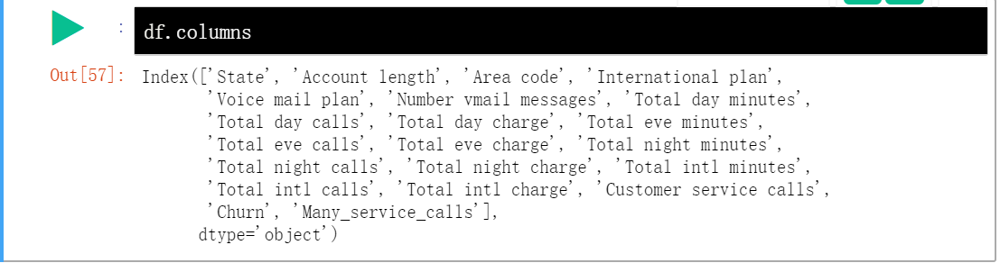 :
df.columns
Out[57]: Index(['State', 'Account length', 'Area code', 'International plan',
'Voice mail plan', 'Number vmail messages', 'Total day minutes',
'Total day calls', 'Total day charge', 'Total eve minutes',
'Total eve calls', 'Total eve charge', 'Total night minutes',
'Total night calls', 'Total night charge', 'Total intl minutes',
'Total intl calls', 'Total intl charge', 'Customer service calls',
'Churn', 'Many_service_calls'],
dtype='object')